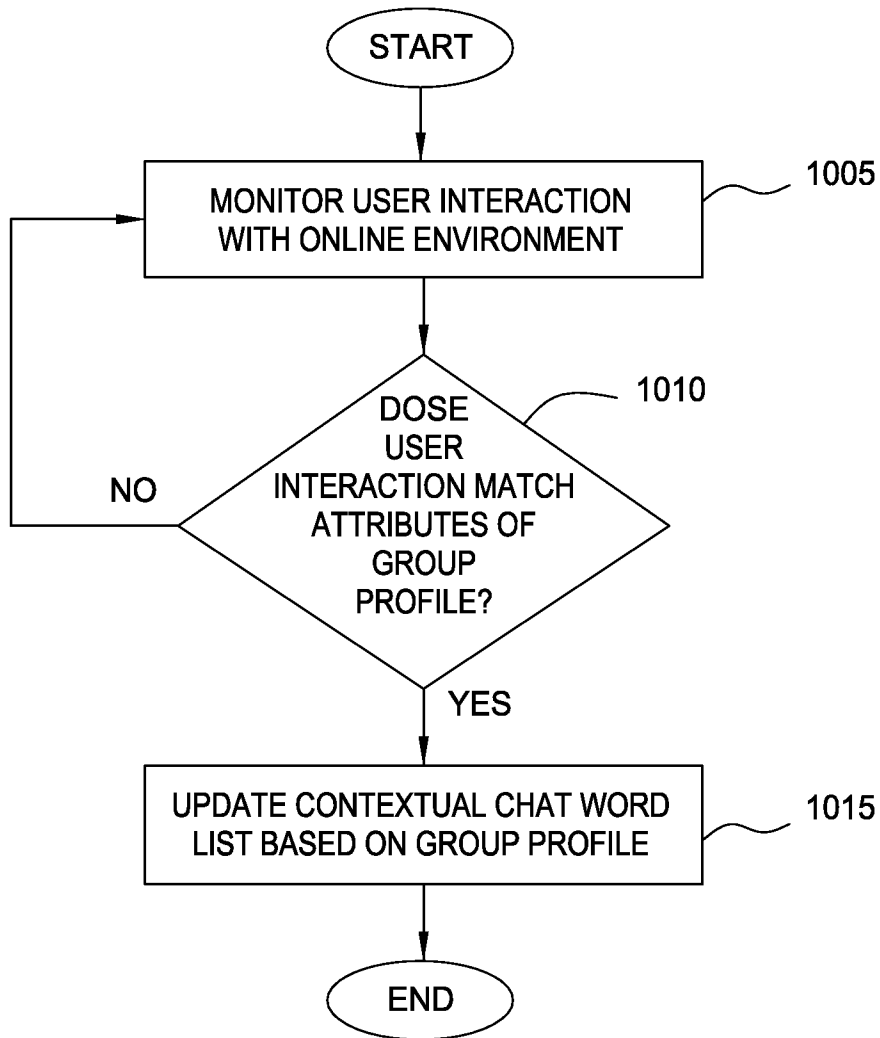 START
1005
MONITOR USER INTERACTION
WITH ONLINE ENVIRONMENT
1010
DOSE
USER
INTERACTION MATCH
ATTRIBUTES OF
GROUP
PROFILE?
NO
YES
1015
UPDATE CONTEXTUAL CHAT WORD
LIST BASED ON GROUP PROFILE
END